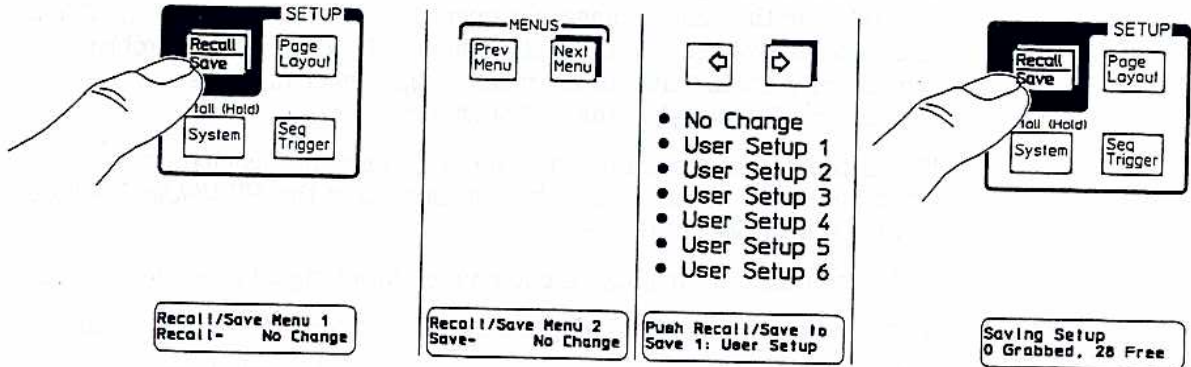 SETUP
Recall
Save
Page
Layout
(Hold)
System
Seq
Trigger
Recall/Save Menu 1
Recall- No Change
MENUS
Prev
Menu
Next
Menu
Recall/Save Menu 2
Save- No Change
• No Change
• User Setup 1
• User Setup 2
• User Setup 3
• User Setup 4
• User Setup 5
• User Setup 6
Push Recall/Save to
Save 1: User Setup
SETUP
Recall
Save
Page
Layout
(Hold)
System
Seq
Trigger
Saving Setup
0 Grabbed, 28 Free